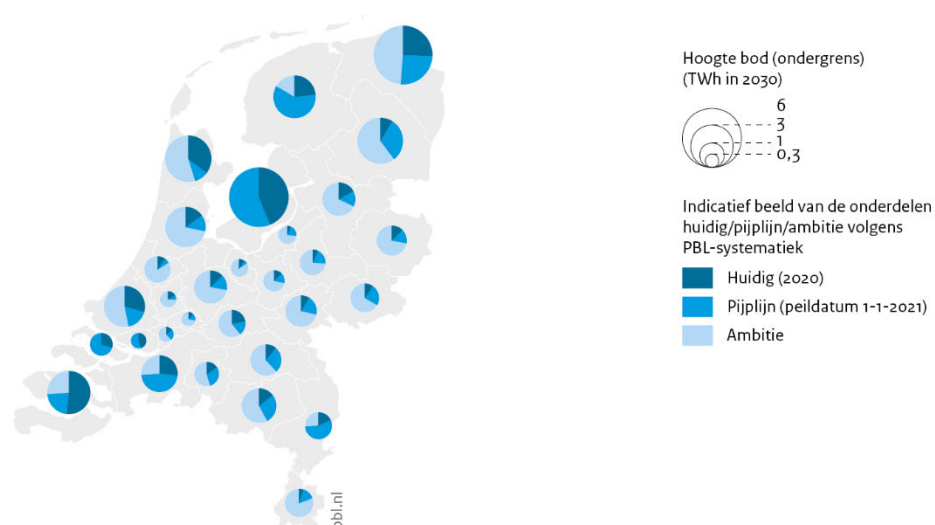 Hoogte bod (ondergrens)
(TWh in 2030)
6
3
1
0,3
Indicatief beeld van de onderdelen
huidig/pijplijn/ambitie volgens
PBL-systematiek
Huidig (2020)
Pijplijn (peildatum 1-1-2021)
Ambitie
pbl.nl